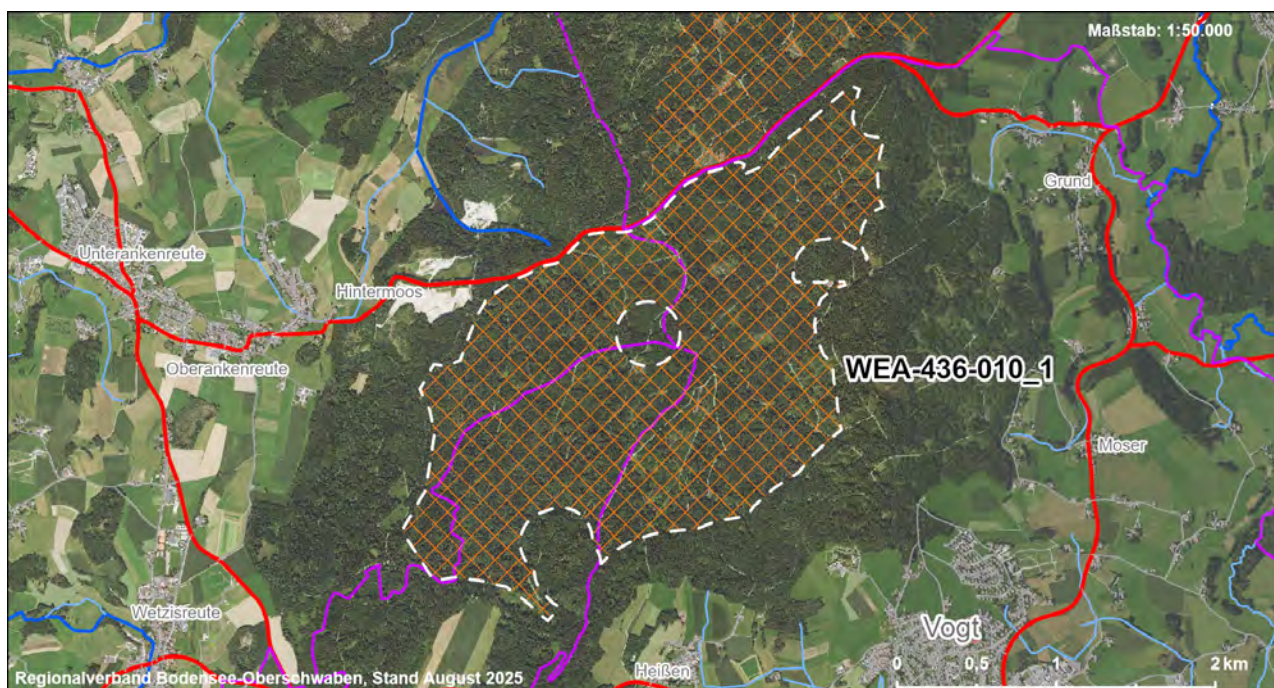 Maßstab: 1:50.000
Grund
Unterankenreute
Hintermoos
Oberankenreute
WEA-436-010_1
Moser
Wetzisreute
Vogt
Heißen
0 0,5 1 2 km
Regionalverband Bodensee-Oberschwaben, Stand August 2025